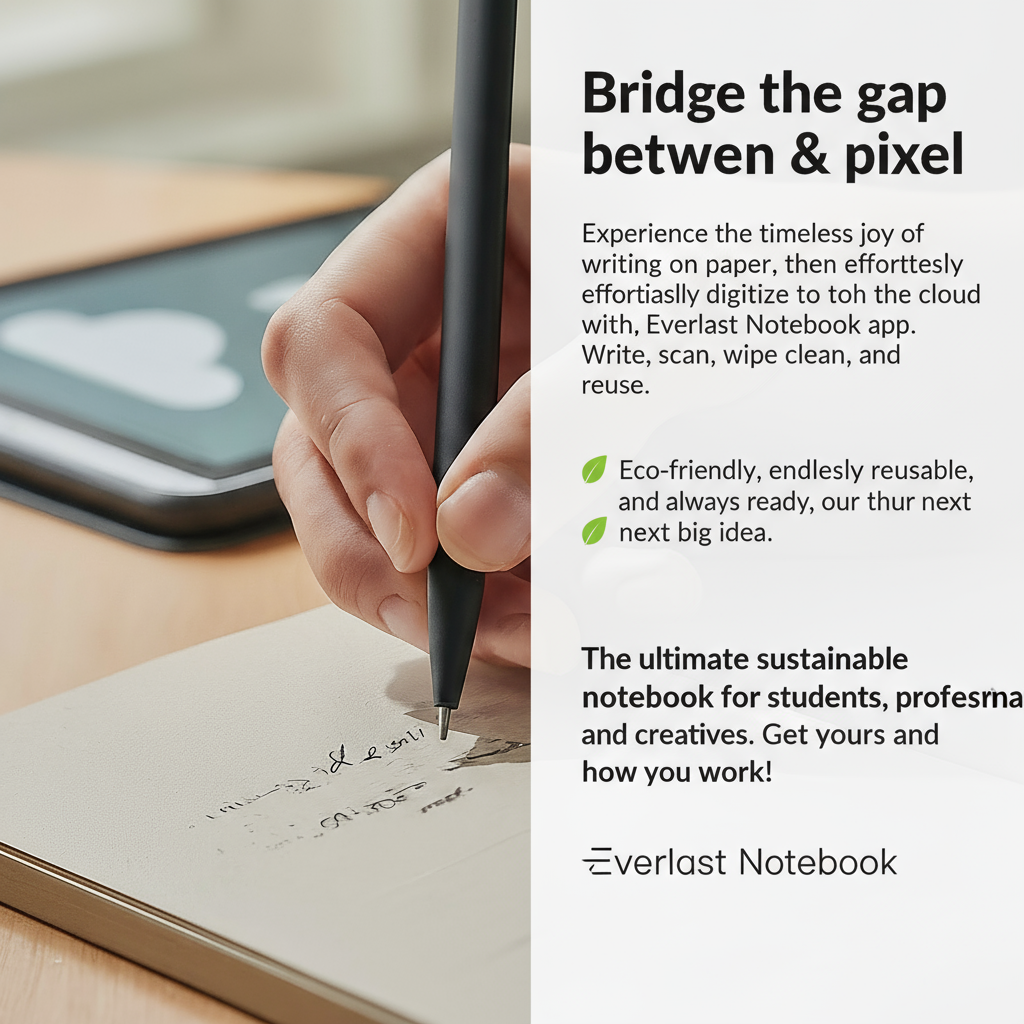 Bridge the gap
betwen & pixel
Experience the timeless joy of
writing on paper, then efforttesly
effortiaslly digitize to toh the cloud
with, Everlast Notebook app.
Write, scan, wipe clean, and
reuse.
Eco-friendly, endlesly reusable,
and always ready, our thur next
next big idea.
The ultimate sustainable
notebook for students, profesrna
and creatives. Get yours and
how you work!
Everlast Notebook